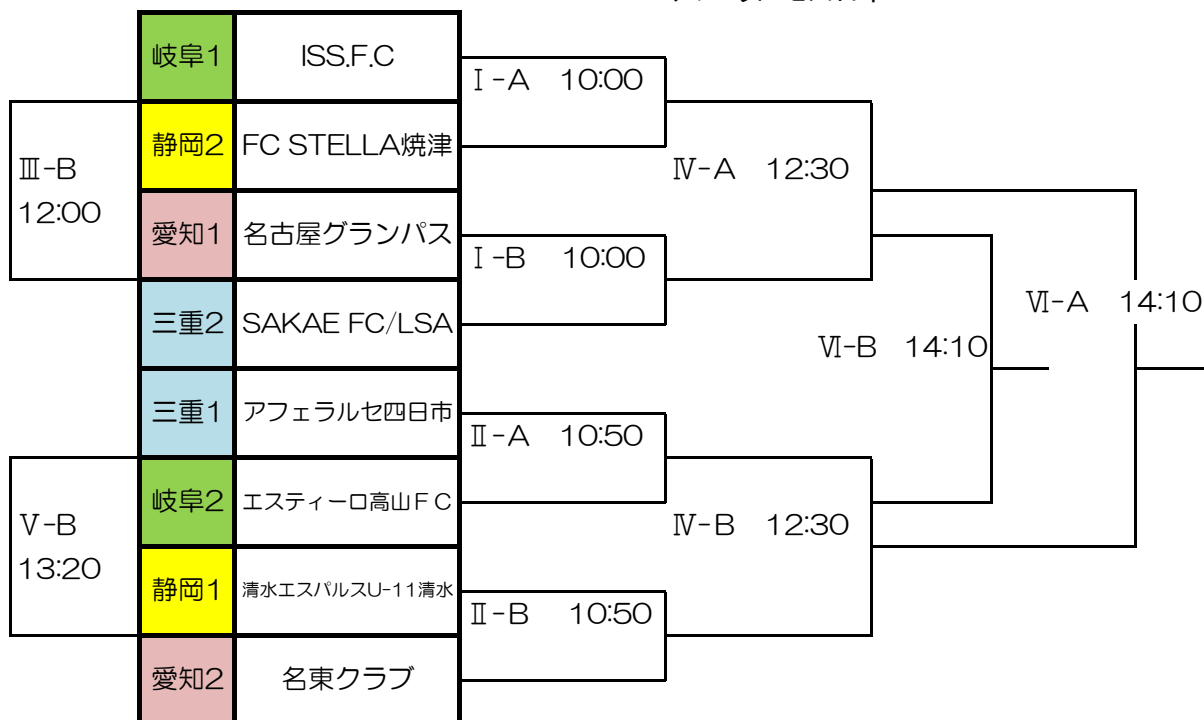 岐阜1 ISS.F.C
Ⅰ-A 10:00
静岡2 FC STELLA焼津
Ⅲ-B
12:00
Ⅳ-A 12:30
愛知1 名古屋グランパス
Ⅰ-B 10:00
三重2 SAKAE FC/LSA
Ⅵ-A 14:10
Ⅵ-B 14:10
三重1 アフェラルセ四日市
Ⅱ-A 10:50
岐阜2 エスティーロ高山ＦＣ
Ⅴ-B
13:20
Ⅳ-B 12:30
静岡1 清水エスパルスU-11清水
Ⅱ-B 10:50
愛知2 名東クラブ